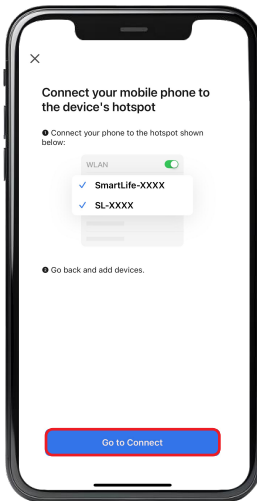 Connect your mobile phone to
the device's hotspot
❶ Connect your phone to the hotspot shown
below:
WLAN
✓ SmartLife-XXXX
✓ SL-XXXX
❷ Go back and add devices.
Go to Connect